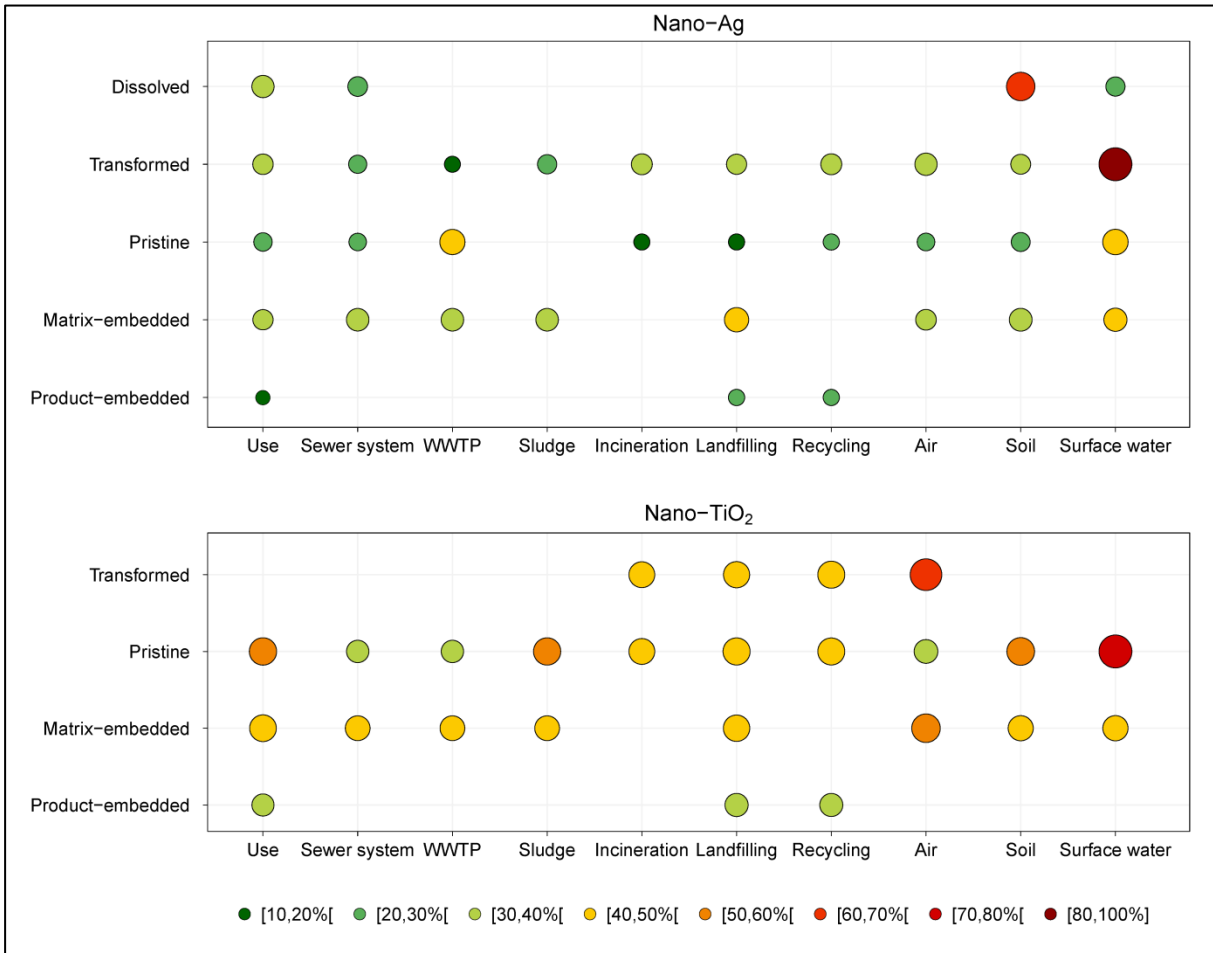 Nano−Ag
Dissolved
Transformed
Pristine
Matrix−embedded
Product−embedded
Use Sewer system WWTP Sludge Incineration Landfilling Recycling Air Soil Surface water
Nano−TiO₂
Transformed
Pristine
Matrix−embedded
Product−embedded
Use Sewer system WWTP Sludge Incineration Landfilling Recycling Air Soil Surface water
[10,20%[ [20,30%[ [30,40%[ [40,50%[ [50,60%[ [60,70%[ [70,80%[ [80,100%]